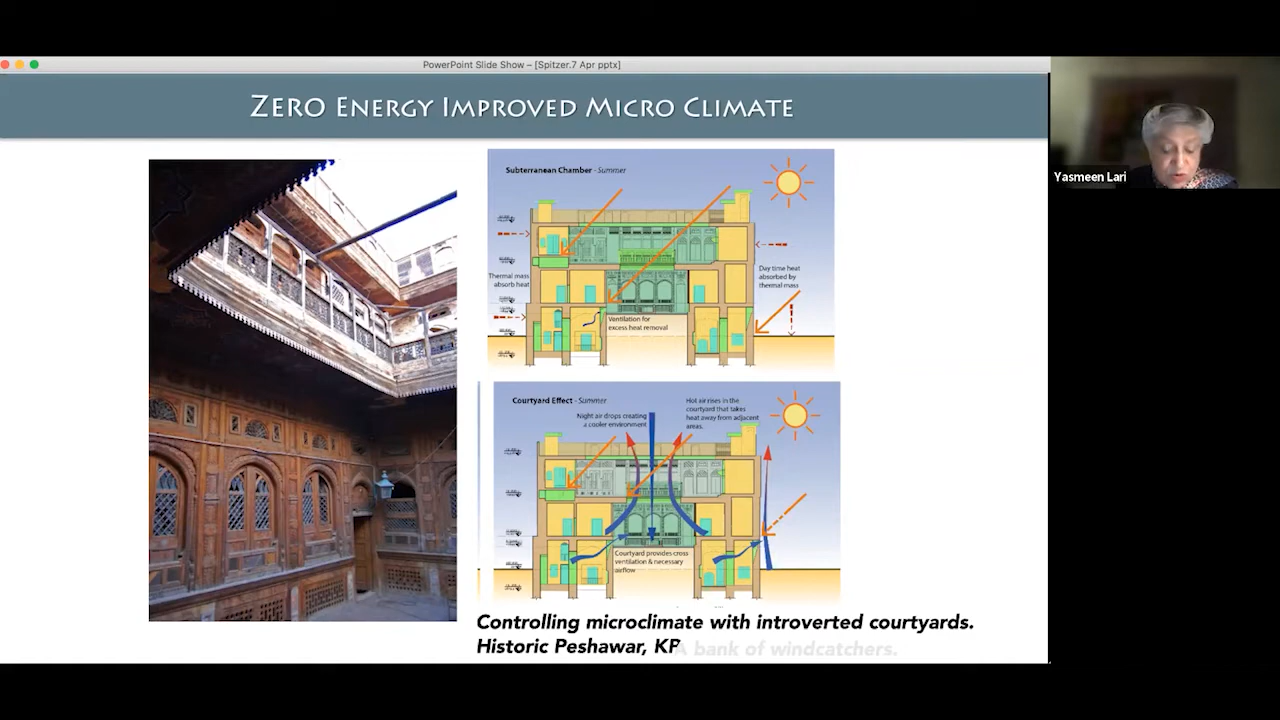 PowerPoint Slide Show – [Spitzer.7 Apr pptx]
ZERO ENERGY IMPROVED MICRO CLIMATE
Yasmeen Lari
Subterranean Chamber - Summer
Thermal mass
absorb heat
Day time heat
absorbed by
thermal mass
Ventilation for
excess heat removal
Courtyard Effect - Summer
Night air drops creating
a cooler environment
Hot air rises in the
courtyard that takes
heat away from adjacent
areas.
Courtyard provides cross
ventilation & necessary
airflow
Controlling microclimate with introverted courtyards.
Historic Peshawar, KP
A bank of windcatchers.